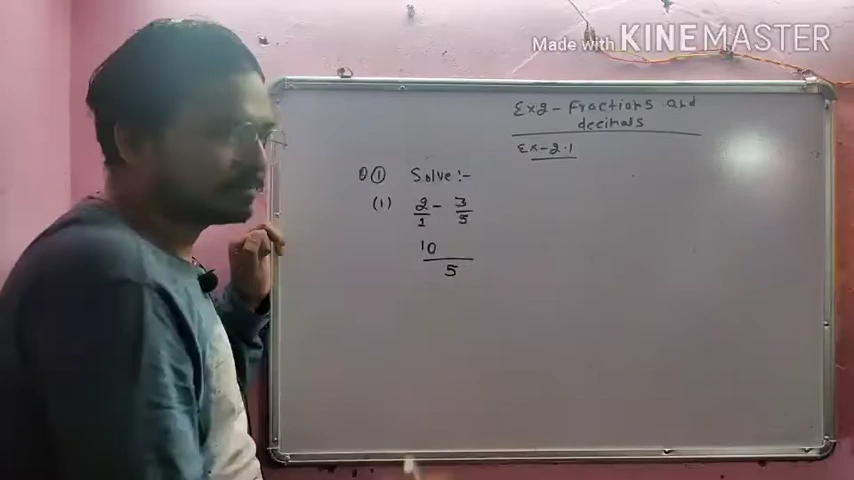 Made with KINEMASTER
Ex2 - Fractions and
decimals
Ex-2.1
Q① Solve :-
(1) 2/1 - 3/5
10
5